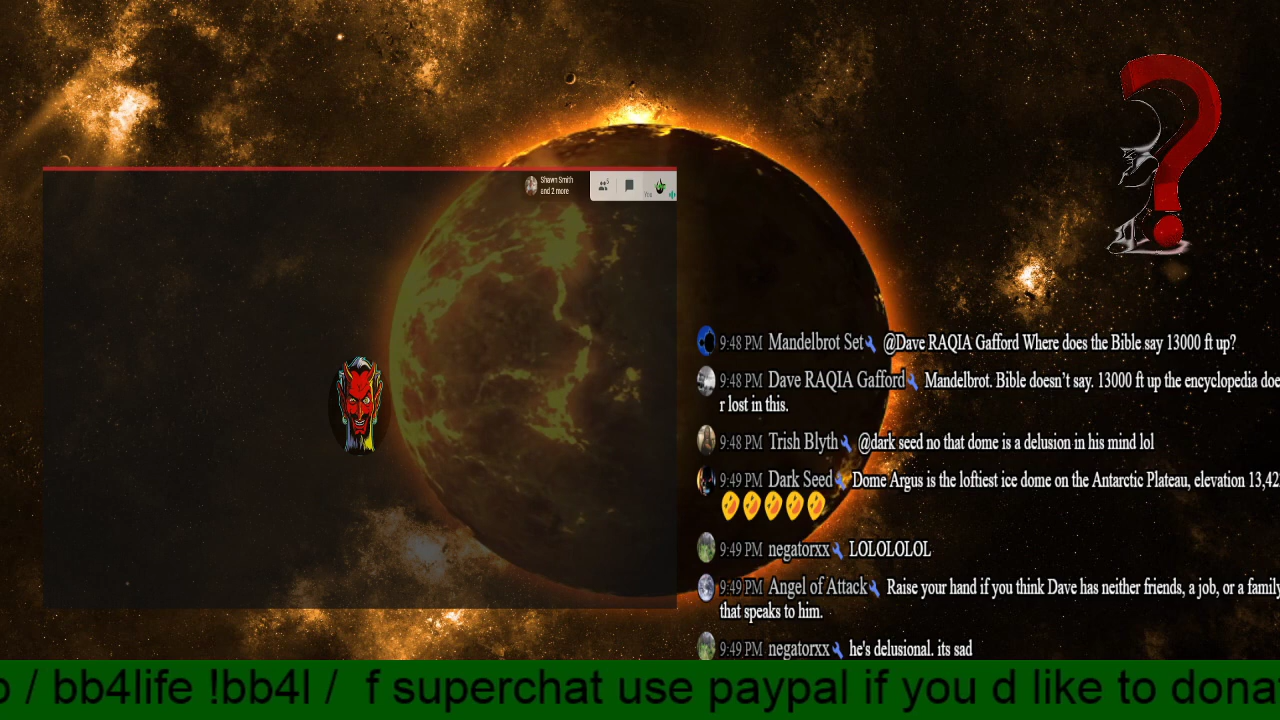 Shawn Smith
and 2 more
3
You
9:48 PM Mandelbrot Set @Dave RAQIA Gafford Where does the Bible say 13000 ft up?
9:48 PM Dave RAQIA Gafford Mandelbrot. Bible doesn't say. 13000 ft up the encyclopedia doe
r lost in this.
9:48 PM Trish Blyth @dark seed no that dome is a delusion in his mind lol
9:49 PM Dark Seed Dome Argus is the loftiest ice dome on the Antarctic Plateau, elevation 13,42
9:49 PM negatorxx LOLOLOLOL
9:49 PM Angel of Attack Raise your hand if you think Dave has neither friends, a job, or a family
that speaks to him.
9:49 PM negatorxx he's delusional. its sad
/ bb4life !bb4l / f superchat use paypal if you d like to dona